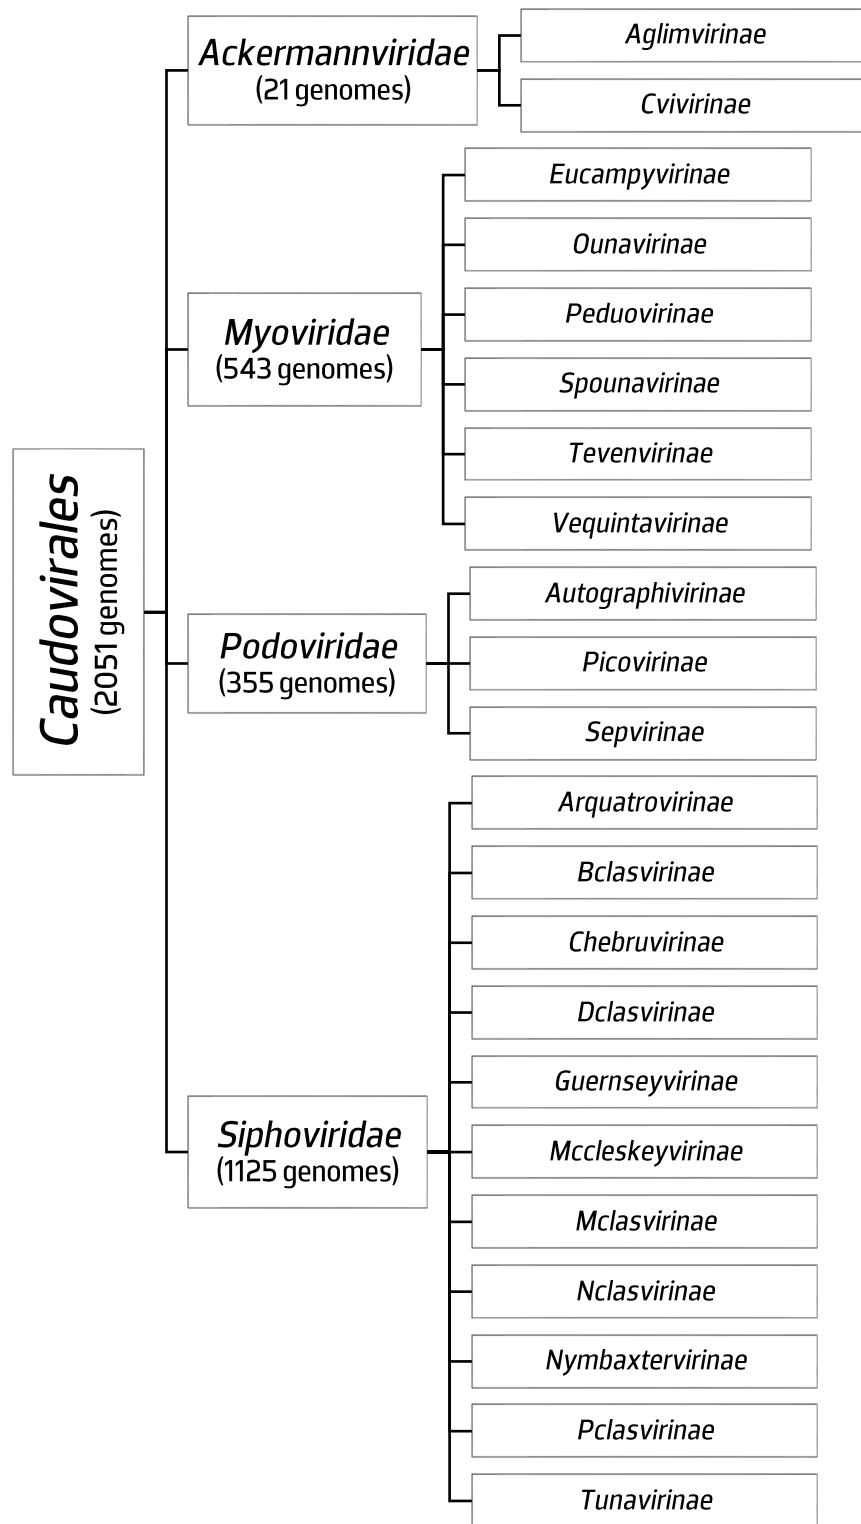 Caudovirales
(2051 genomes)
Ackermannviridae
(21 genomes)
Aglimvirinae
Cvivirinae
Myoviridae
(543 genomes)
Eucampyvirinae
Ounavirinae
Peduovirinae
Spounavirinae
Tevenvirinae
Vequintavirinae
Podoviridae
(355 genomes)
Autographivirinae
Picovirinae
Sepvirinae
Siphoviridae
(1125 genomes)
Arquatrovirinae
Bclasvirinae
Chebruvirinae
Dclasvirinae
Guernseyvirinae
Mccleskeyvirinae
Mclasvirinae
Nclasvirinae
Nymbaxtervirinae
Pclasvirinae
Tunavirinae